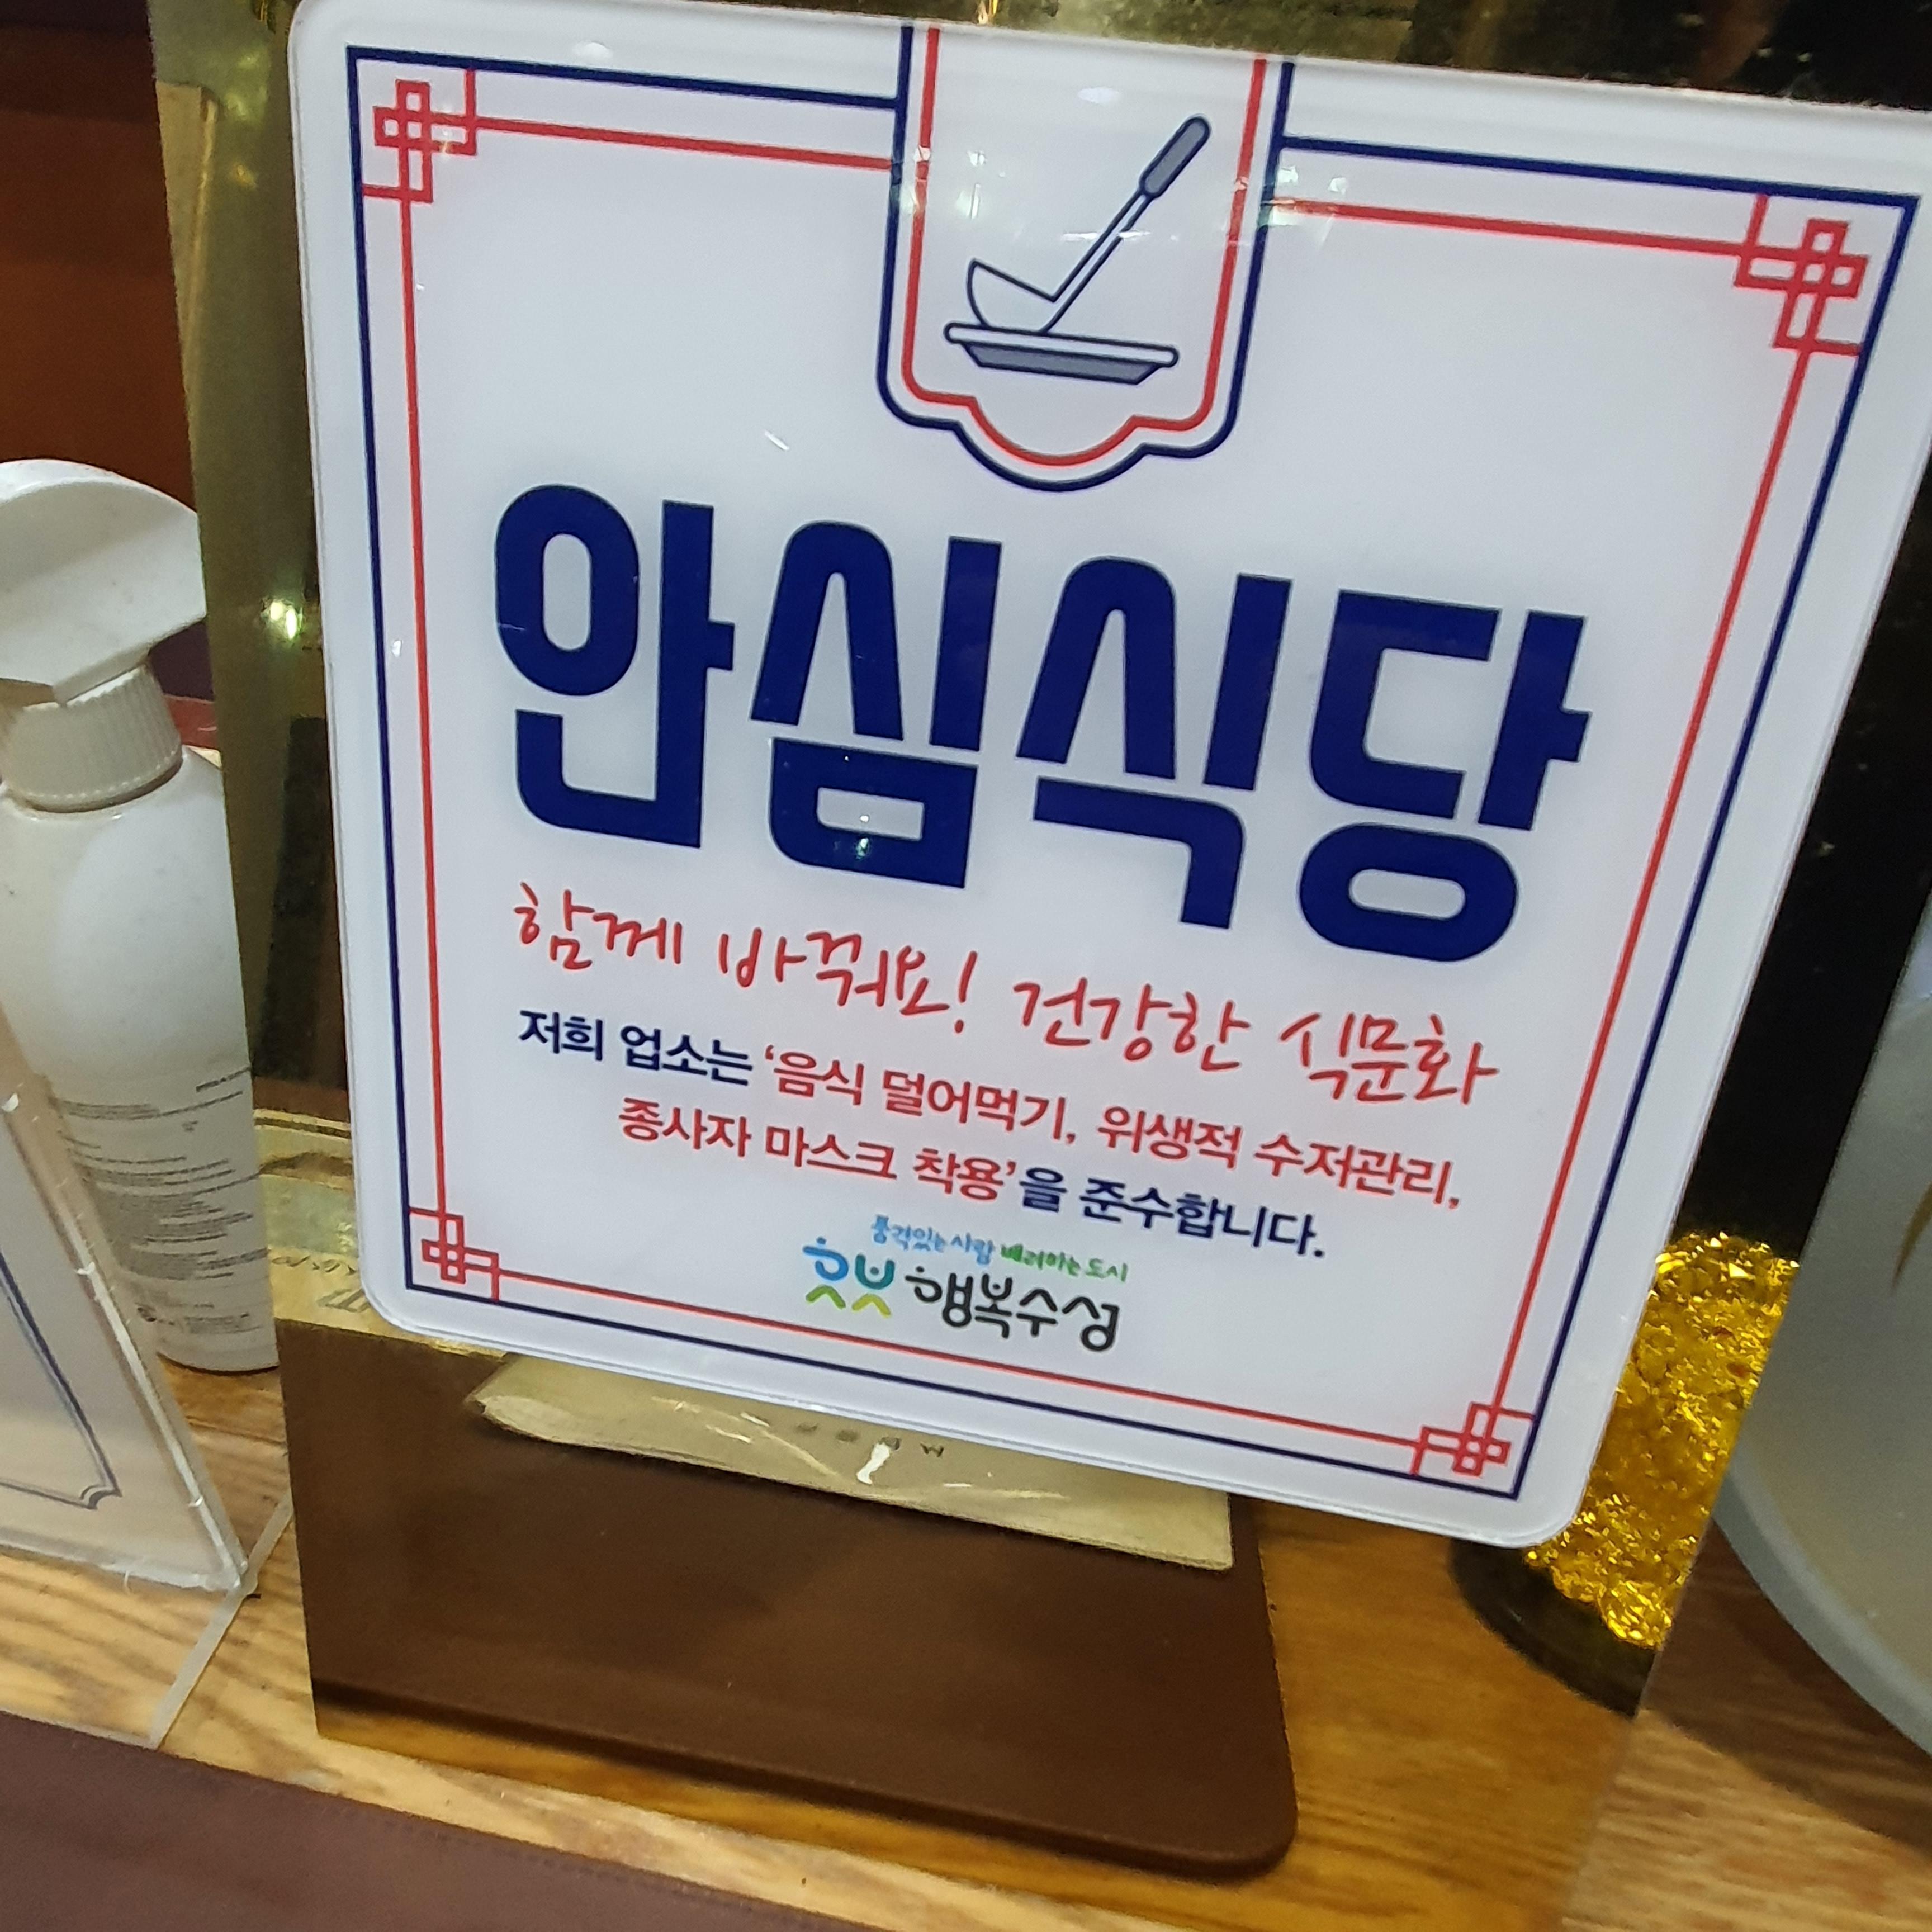 안심식당
함께 바꿔요! 건강한 식문화
저희 업소는 '음식 덜어먹기, 위생적 수저관리,
종사자 마스크 착용'을 준수합니다.
품격있는 사람 배려하는 도시
행복수성